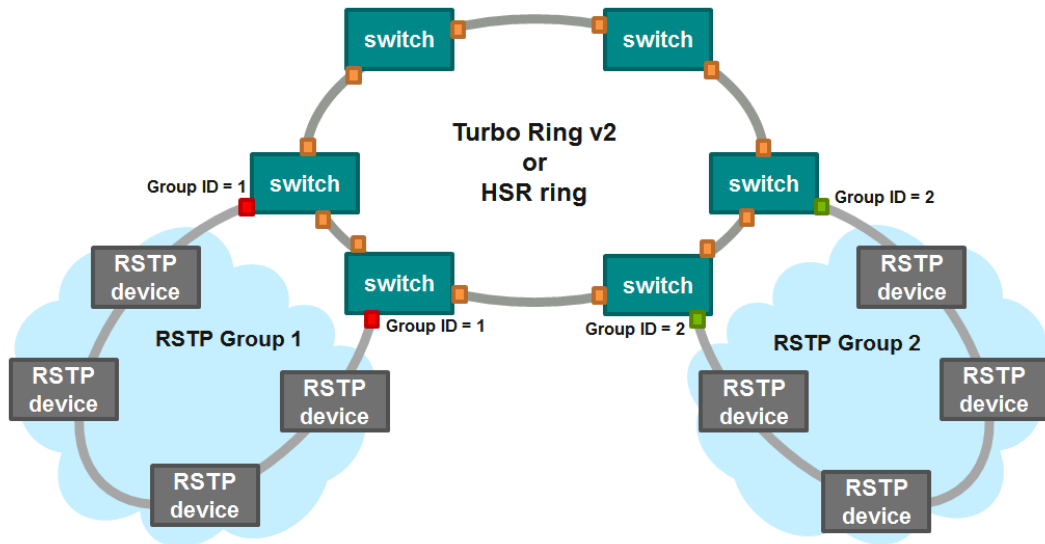 switch
switch
Turbo Ring v2
or
HSR ring
switch
switch
Group ID = 1
Group ID = 2
switch
switch
Group ID = 1
Group ID = 2
RSTP
device
RSTP
device
RSTP Group 1
RSTP Group 2
RSTP
device
RSTP
device
RSTP
device
RSTP
device
RSTP
device
RSTP
device